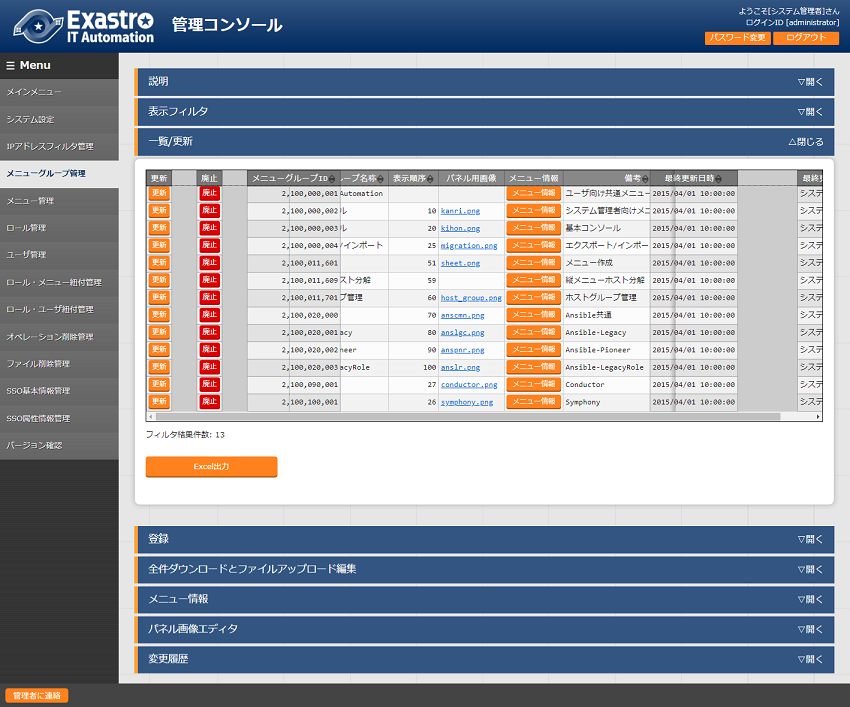 Exastro
IT Automation
管理コンソール
ようこそ[システム管理者]さん
ログインID [administrator]
パスワード変更 ログアウト
☰ Menu
メインメニュー
システム設定
IPアドレスフィルタ管理
メニューグループ管理
メニュー管理
ロール管理
ユーザ管理
ロール・メニュー紐付管理
ロール・ユーザ紐付管理
オペレーション削除管理
ファイル削除管理
SSO基本情報管理
SSO属性情報管理
バージョン確認
説明 ▽開く
表示フィルタ ▽開く
一覧/更新 △閉じる
更新 廃止 メニューグループID ループ名称 表示順序 パネル用画像 メニュー情報 備考 最終更新日時 最終
更新 廃止 2,100,000,001 Automation メニュー情報 ユーザ向け共通メニュー 2015/04/01 10:00:00 システ
更新 廃止 2,100,000,002 ル 10 kanri.png メニュー情報 システム管理者向けメニ 2015/04/01 10:00:00 システ
更新 廃止 2,100,000,003 ル 20 kihon.png メニュー情報 基本コンソール 2015/04/01 10:00:00 システ
更新 廃止 2,100,000,004 インポート 25 migration.png メニュー情報 エクスポート/インポー 2015/04/01 10:00:00 システ
更新 廃止 2,100,011,601 51 sheet.png メニュー情報 メニュー作成 2015/04/01 10:00:00 システ
更新 廃止 2,100,011,609 スト分解 59 メニュー情報 縦メニューホスト分解 2015/04/01 10:00:00 システ
更新 廃止 2,100,011,701 プ管理 60 host_group.png メニュー情報 ホストグループ管理 2015/04/01 10:00:00 システ
更新 廃止 2,100,020,000 70 anscmn.png メニュー情報 Ansible共通 2015/04/01 10:00:00 システ
更新 廃止 2,100,020,001 acy 80 anslgc.png メニュー情報 Ansible-Legacy 2015/04/01 10:00:00 システ
更新 廃止 2,100,020,002 neer 90 anspnr.png メニュー情報 Ansible-Pioneer 2015/04/01 10:00:00 システ
更新 廃止 2,100,020,003 acyRole 100 anslr.png メニュー情報 Ansible-LegacyRole 2015/04/01 10:00:00 システ
更新 廃止 2,100,090,001 27 conductor.png メニュー情報 Conductor 2015/04/01 10:00:00 システ
更新 廃止 2,100,100,001 26 symphony.png メニュー情報 Symphony 2015/04/01 10:00:00 システ
フィルタ結果件数: 13
Excel出力
登録 ▽開く
全件ダウンロードとファイルアップロード編集 ▽開く
メニュー情報 ▽開く
パネル画像エディタ ▽開く
変更履歴 ▽開く
管理者に連絡